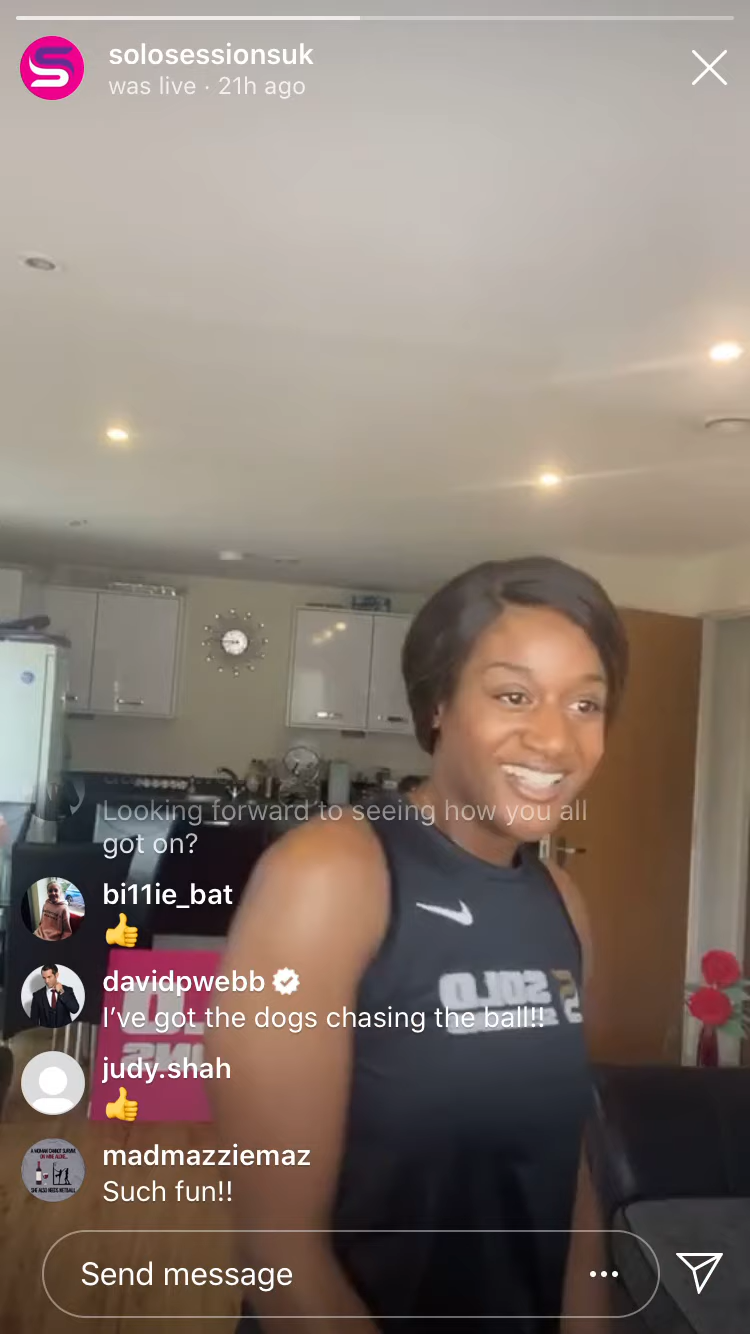 solosessionsuk
was live · 21h ago
Looking forward to seeing how you all
got on?
bi11ie_bat
👍
davidpwebb
I've got the dogs chasing the ball!!
judy.shah
👍
madmazziemaz
Such fun!!
Send message
SOLO